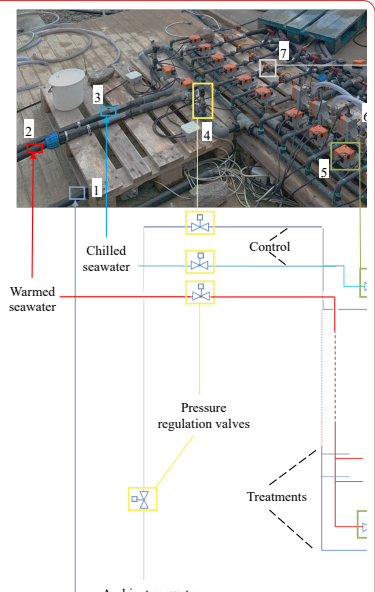 7
3
2
4
6
5
1
Control
Chilled
seawater
Warmed
seawater
Pressure
regulation valves
Treatments